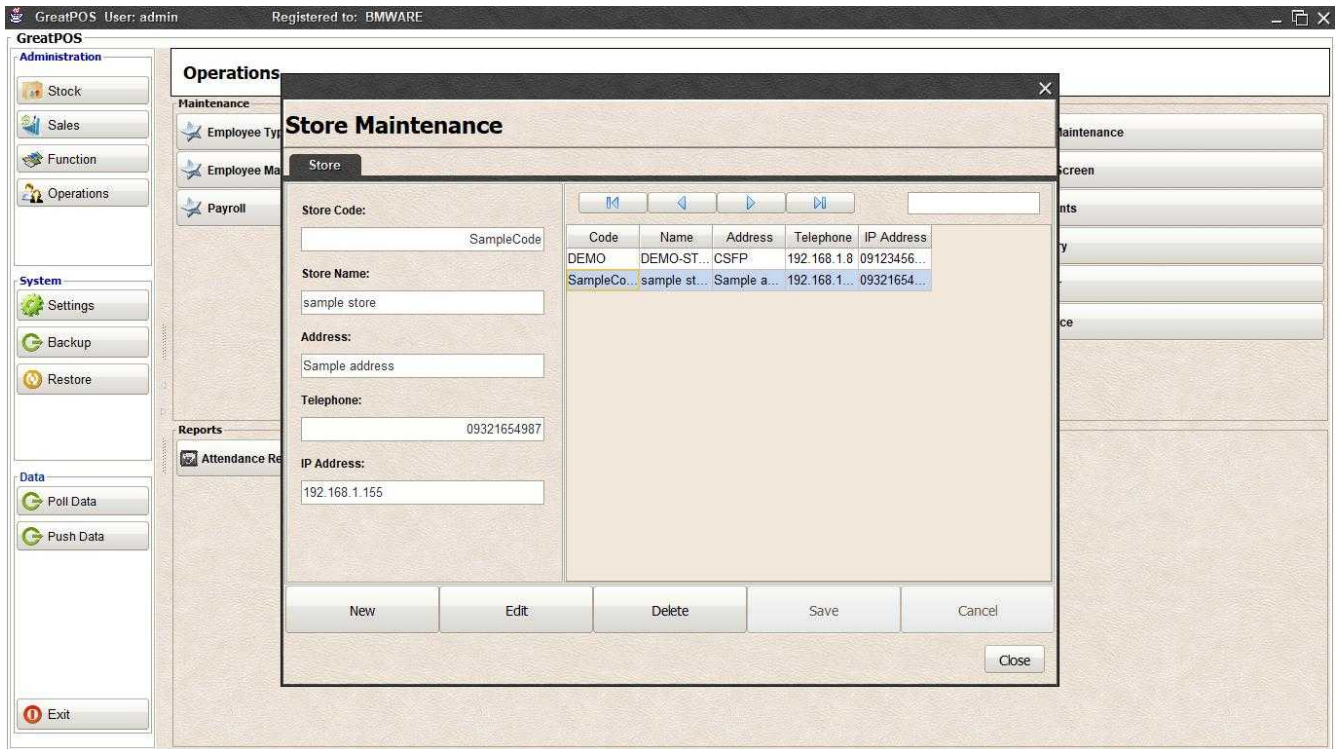 GreatPOS User: admin Registered to: BMWARE
GreatPOS
Administration
Stock
Sales
Function
Operations
System
Settings
Backup
Restore
Data
Poll Data
Push Data
Exit
Operations
Maintenance
Employee Typ
Employee Ma
Payroll
Reports
Attendance Re
Store Maintenance
Store
Store Code:
SampleCode
Store Name:
sample store
Address:
Sample address
Telephone:
09321654987
IP Address:
192.168.1.155
Code Name Address Telephone IP Address
DEMO DEMO-ST... CSFP 192.168.1.8 09123456...
SampleCo... sample st... Sample a... 192.168.1... 09321654...
New Edit Delete Save Cancel
Close
Maintenance
Screen
nts
ry
ce